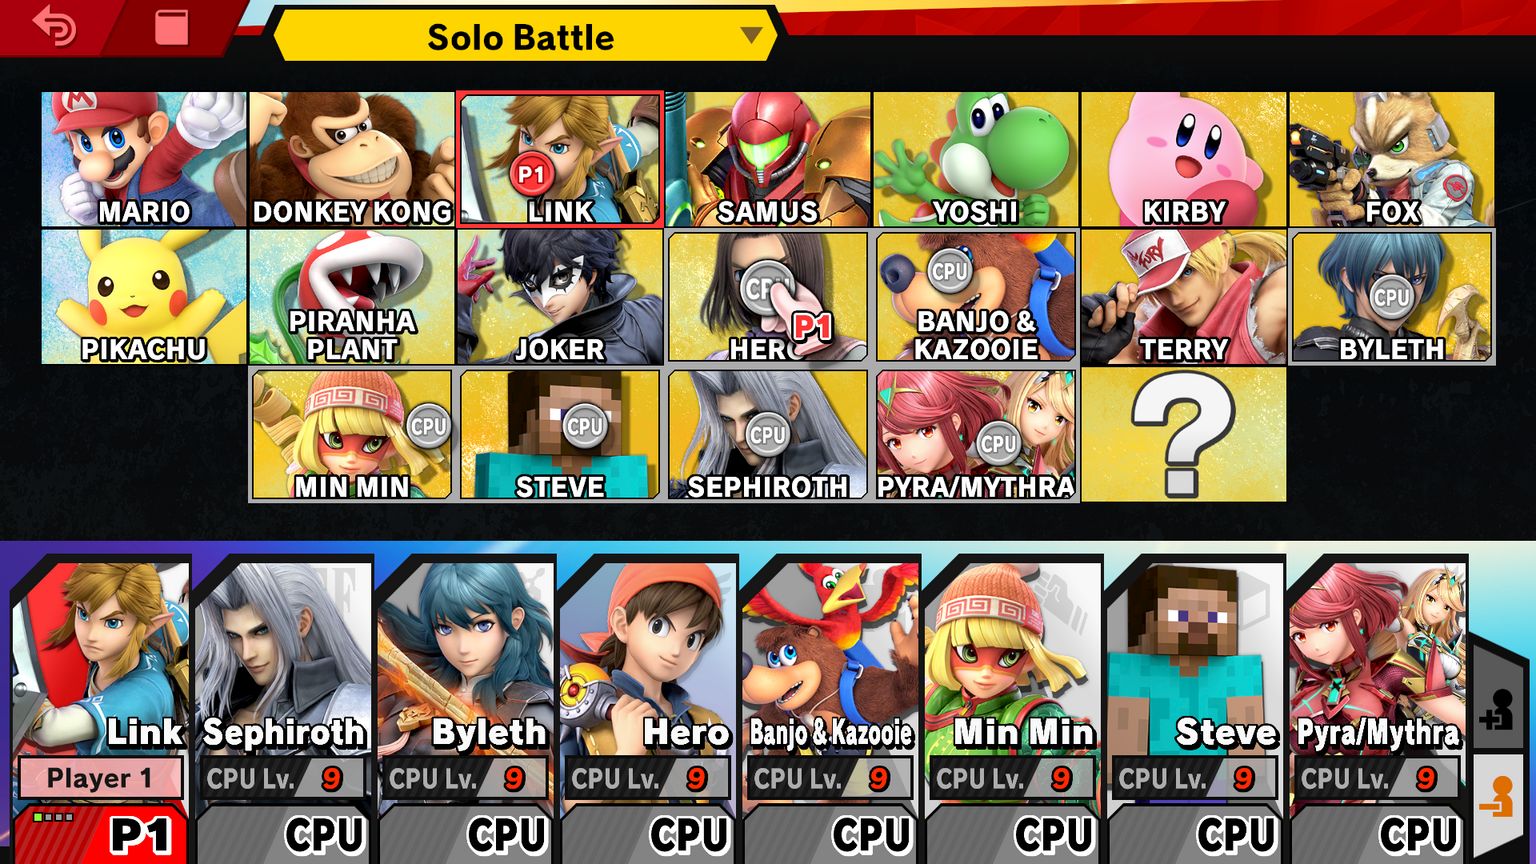 Solo Battle
M
MARIO
DONKEY KONG
P1
LINK
SAMUS
YOSHI
KIRBY
FOX
PIKACHU
PIRANHA
PLANT
JOKER
CPU
P1
HERO
CPU
BANJO &
KAZOOIE
TERRY
CPU
BYLETH
CPU
MIN MIN
CPU
STEVE
CPU
SEPHIROTH
CPU
PYRA/MYTHRA
?
Link
Sephiroth
Byleth
Hero
Banjo & Kazooie
Min Min
Steve
Pyra/Mythra
Player 1
CPU Lv. 9
CPU Lv. 9
CPU Lv. 9
CPU Lv. 9
CPU Lv. 9
CPU Lv. 9
CPU Lv. 9
P1
CPU
CPU
CPU
CPU
CPU
CPU
CPU